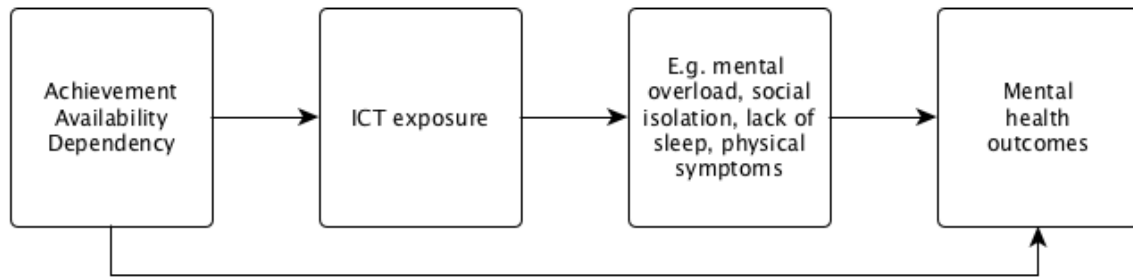 Achievement
Availability
Dependency
ICT exposure
E.g. mental
overload, social
isolation, lack of
sleep, physical
symptoms
Mental
health
outcomes